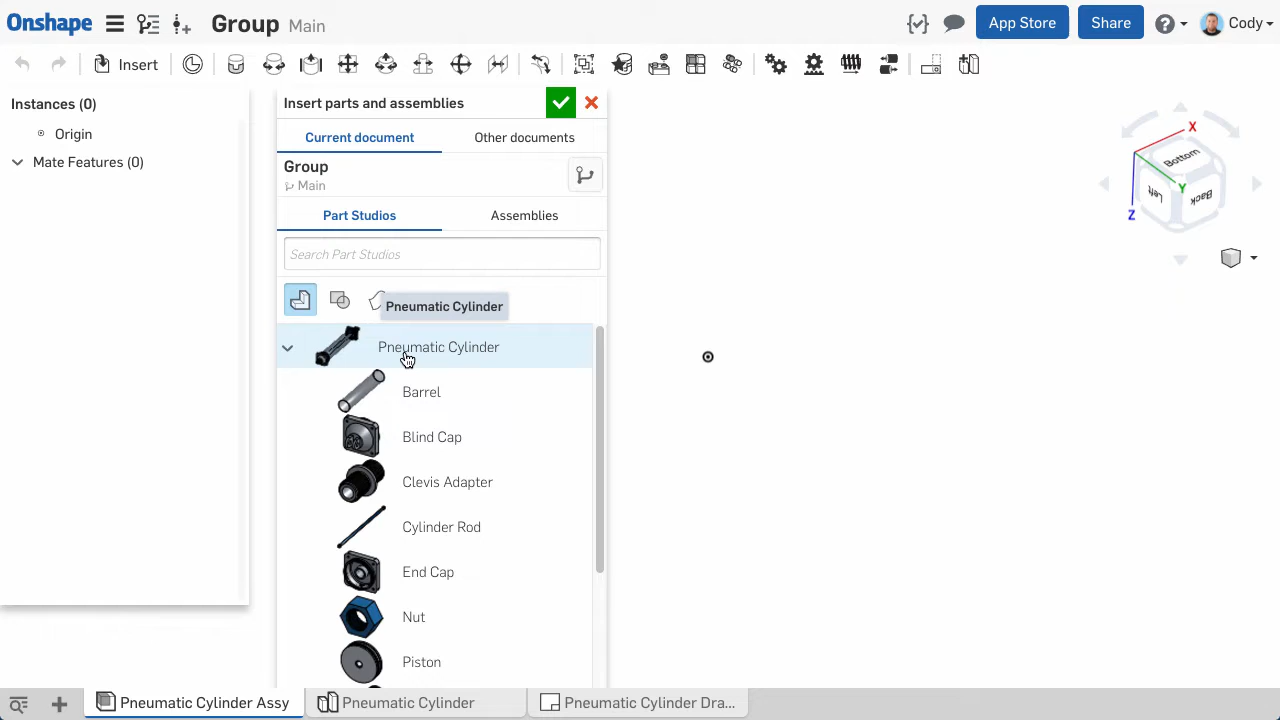 Onshape Group Main App Store Share Cody
Insert
Instances (0)
Origin
Mate Features (0)
Insert parts and assemblies
Current document Other documents
Group
Main
Part Studios Assemblies
Search Part Studios
Pneumatic Cylinder
Pneumatic Cylinder
Barrel
Blind Cap
Clevis Adapter
Cylinder Rod
End Cap
Nut
Piston
X
Bottom
Y
Left
Back
Z
Pneumatic Cylinder Assy Pneumatic Cylinder Pneumatic Cylinder Dra...